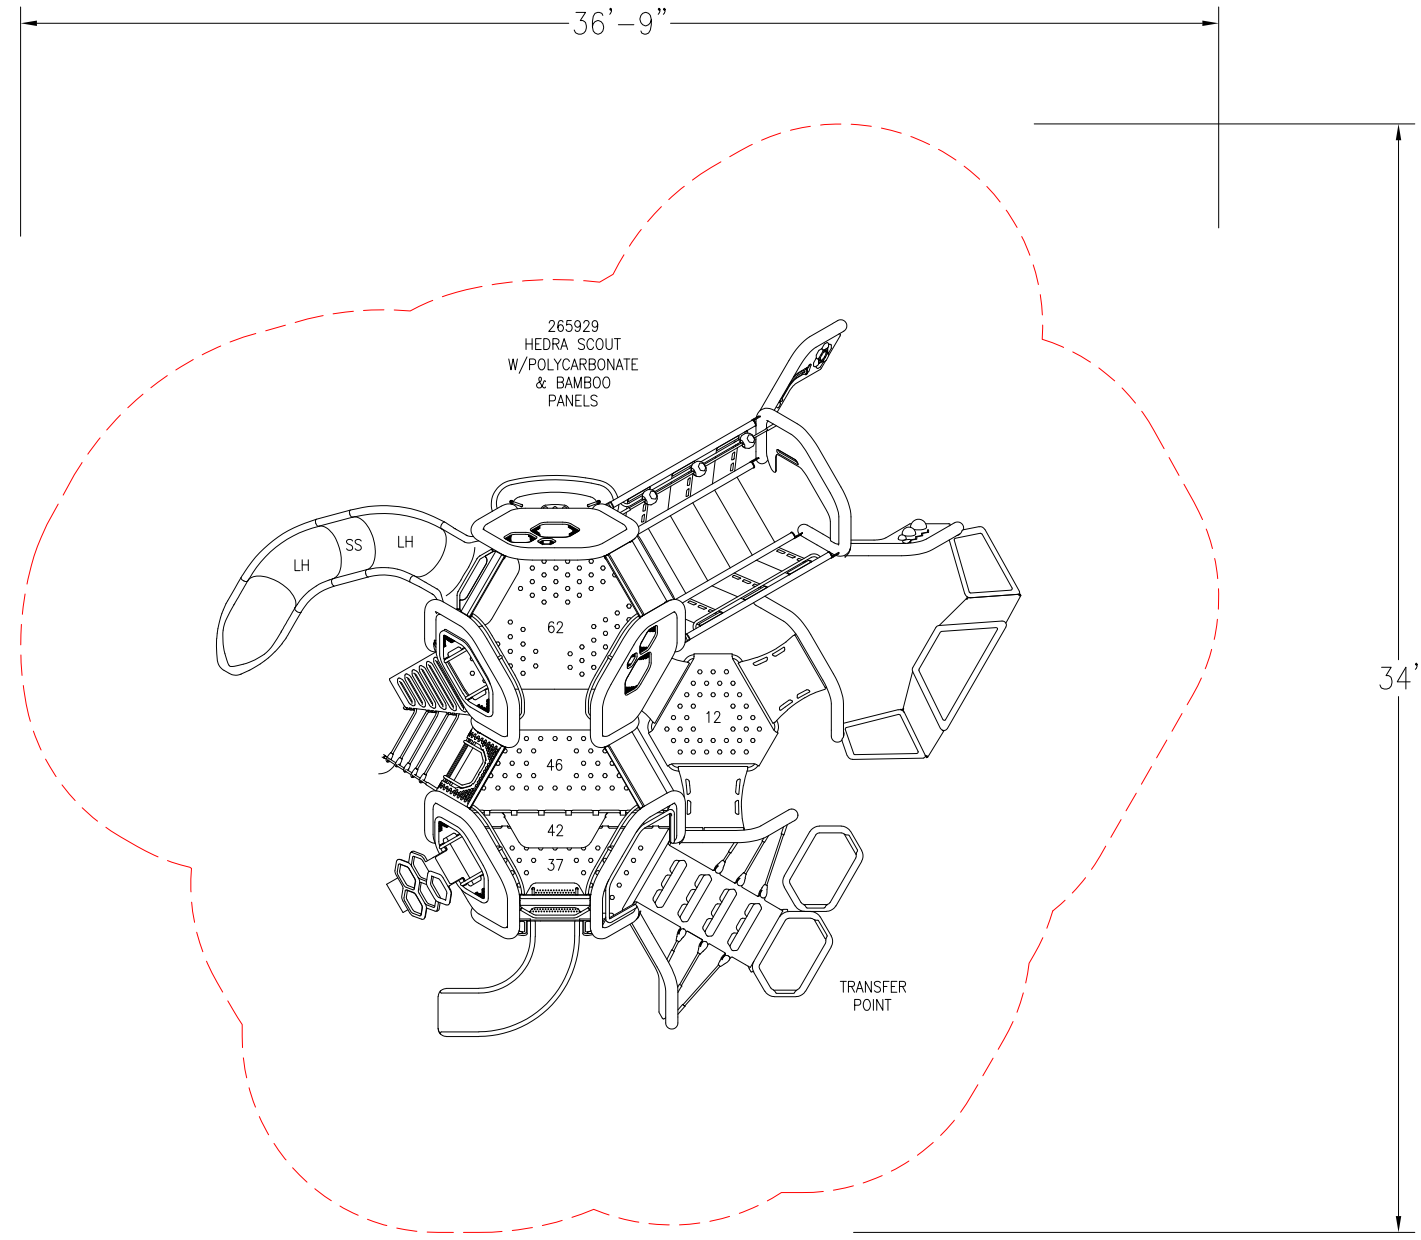 36'-9"
265929
HEDRA SCOUT
W/POLYCARBONATE
& BAMBOO
PANELS
LH
SS
LH
62
12
46
42
37
34'
TRANSFER
POINT